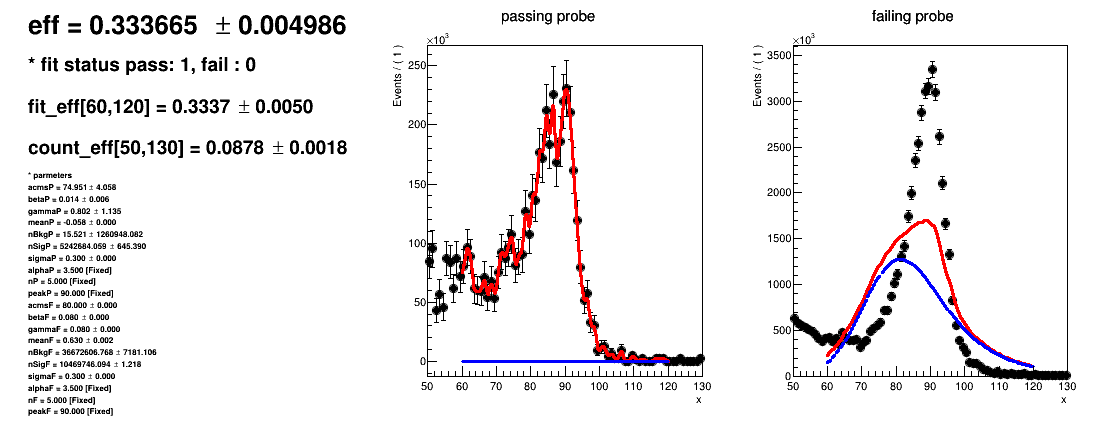 eff = 0.333665 ± 0.004986
* fit status pass: 1, fail : 0
fit_eff[60,120] = 0.3337 ± 0.0050
count_eff[50,130] = 0.0878 ± 0.0018
* parmeters
acmsP = 74.951 ± 4.058
betaP = 0.014 ± 0.006
gammaP = 0.802 ± 1.135
meanP = -0.058 ± 0.000
nBkgP = 15.521 ± 1260948.082
nSigP = 5242684.059 ± 645.390
sigmaP = 0.300 ± 0.000
alphaP = 3.500 [Fixed]
nP = 5.000 [Fixed]
peakP = 90.000 [Fixed]
acmsF = 80.000 ± 0.000
betaF = 0.080 ± 0.000
gammaF = 0.080 ± 0.000
meanF = 0.630 ± 0.002
nBkgF = 36672606.768 ± 7181.106
nSigF = 10469746.094 ± 1.218
sigmaF = 0.300 ± 0.000
alphaF = 3.500 [Fixed]
nF = 5.000 [Fixed]
peakF = 90.000 [Fixed]
passing probe
×10³
Events / ( 1 )
250
200
150
100
50
0
50 60 70 80 90 100 110 120 130
x
failing probe
×10³
Events / ( 1 )
3500
3000
2500
2000
1500
1000
500
0
50 60 70 80 90 100 110 120 130
x